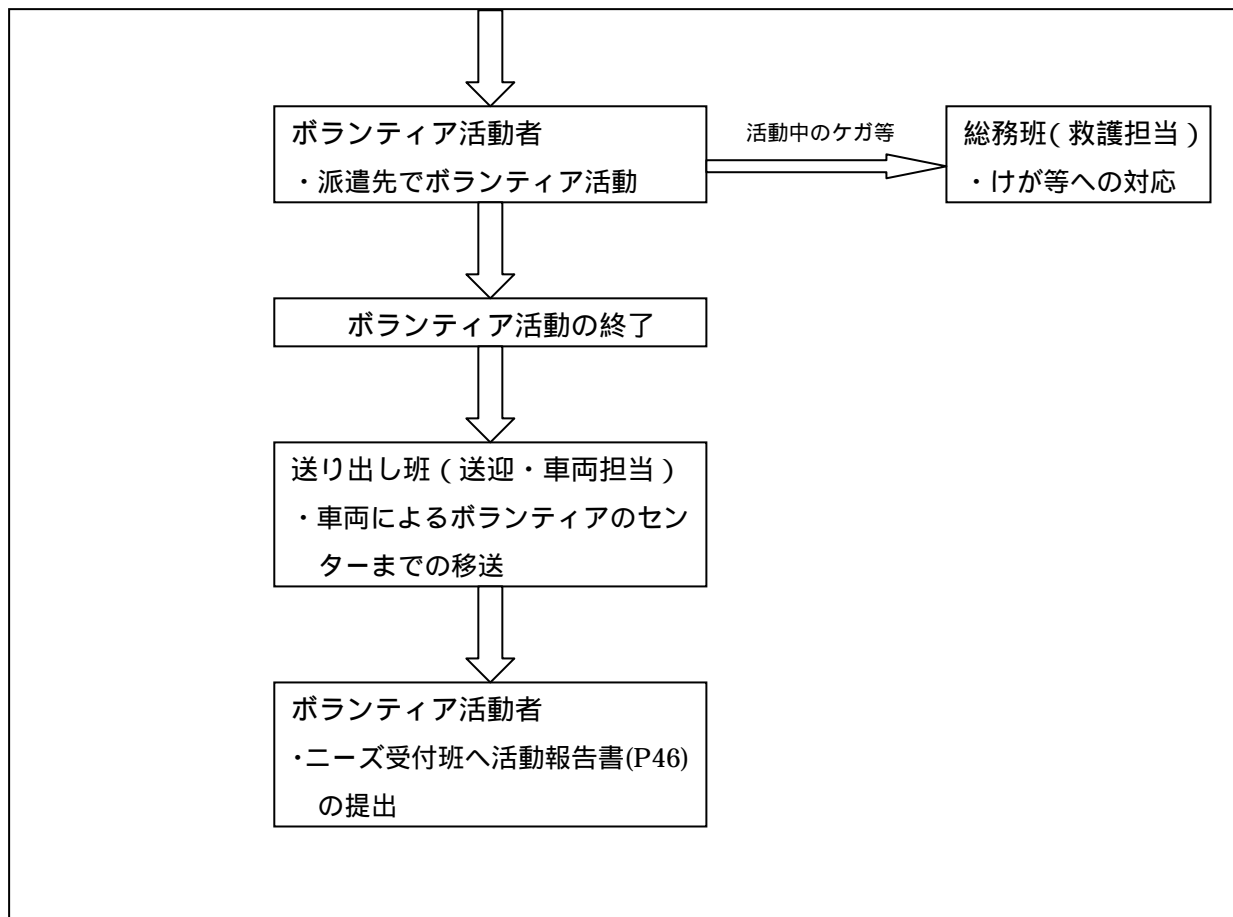 ボランティア活動者
・派遣先でボランティア活動
活動中のケガ等
総務班(救護担当)
・けが等への対応
ボランティア活動の終了
送り出し班(送迎・車両担当)
・車両によるボランティアのセン
ターまでの移送
ボランティア活動者
・ニーズ受付班へ活動報告書(P46)
の提出